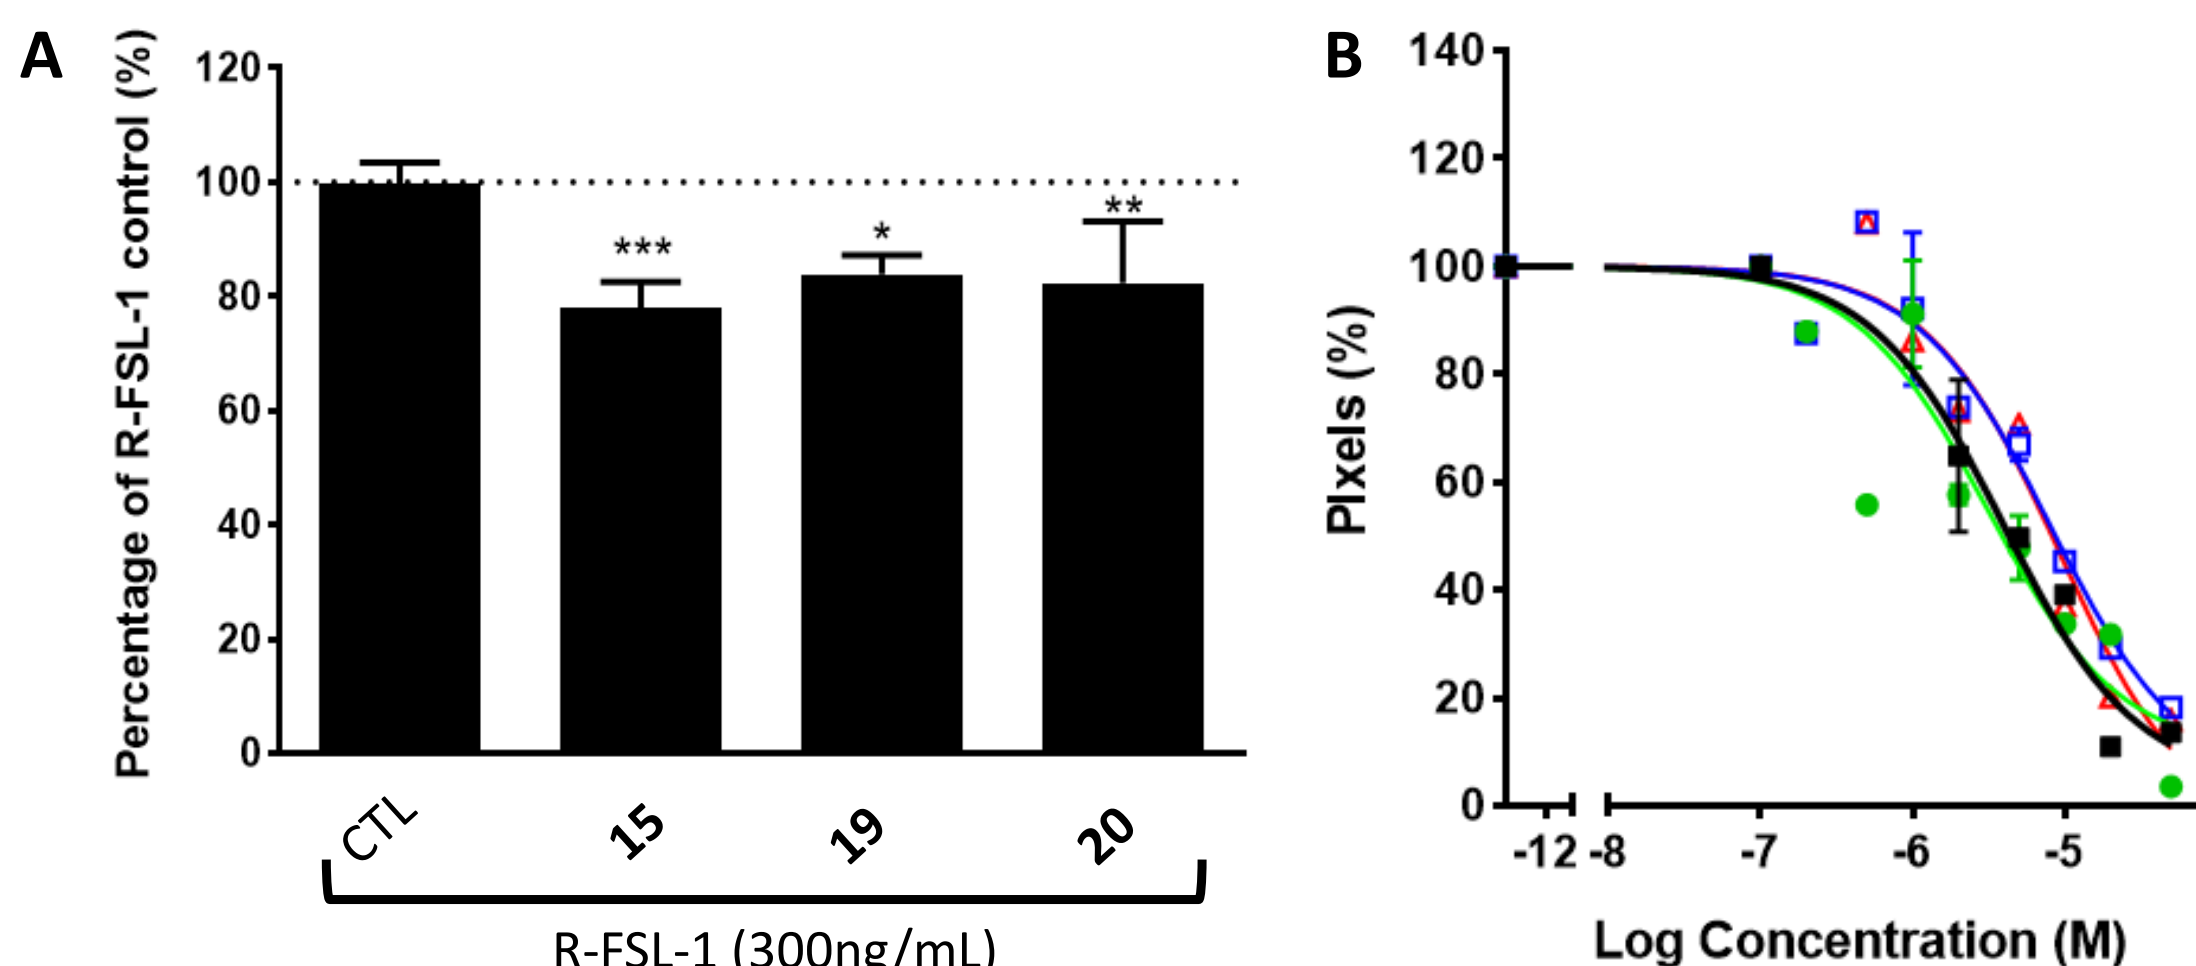 A
Percentage of R-FSL-1 control (%)
120
100
80
60
40
20
0
***
*
**
CTL
15
19
20
R-FSL-1 (300ng/mL)
B
PIxels (%)
140
120
100
80
60
40
20
0
-12 -8 -7 -6 -5
Log Concentration (M)